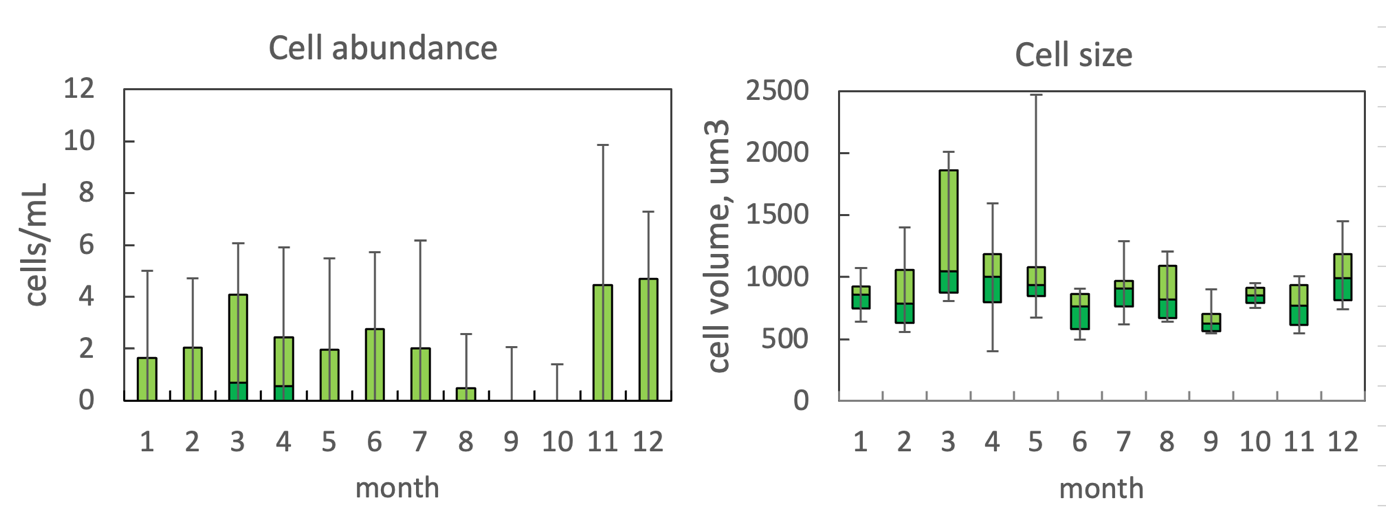 Cell abundance
cells/mL
12
10
8
6
4
2
0
1 2 3 4 5 6 7 8 9 10 11 12
month
Cell size
cell volume, um3
2500
2000
1500
1000
500
0
1 2 3 4 5 6 7 8 9 10 11 12
month